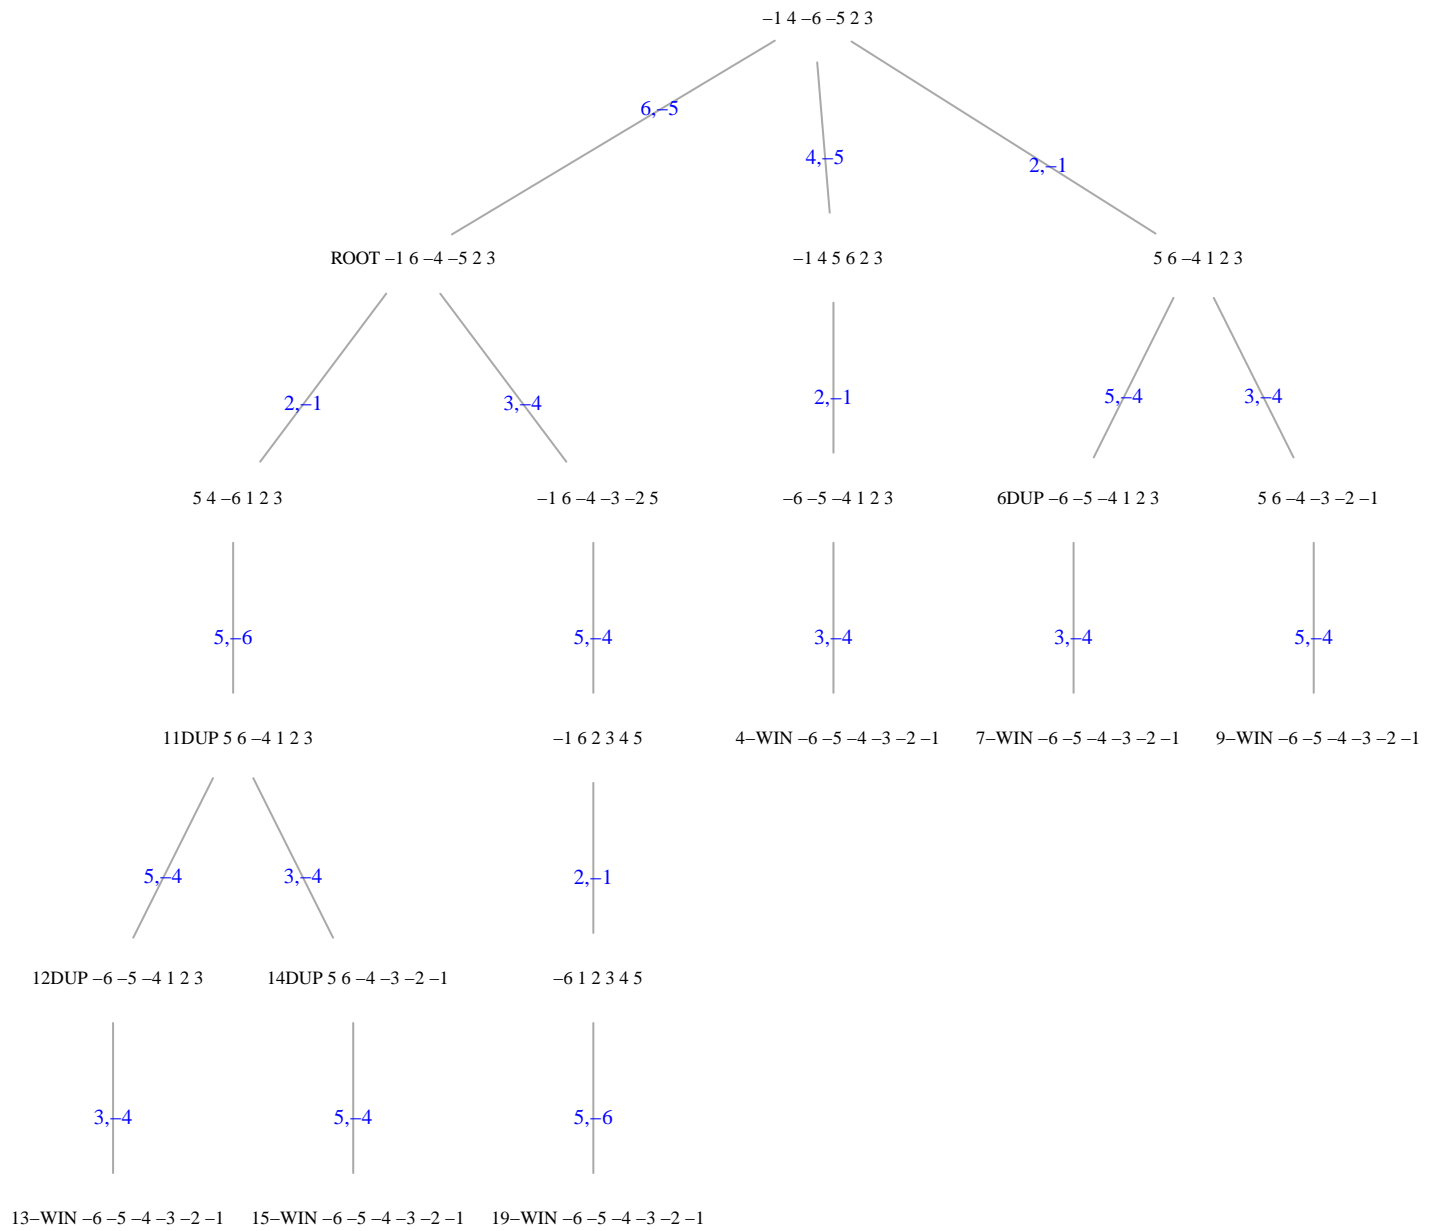 –1 4 –6 –5 2 3
6,–5
4,–5
2,–1
ROOT –1 6 –4 –5 2 3
–1 4 5 6 2 3
5 6 –4 1 2 3
2,–1
3,–4
2,–1
5,–4
3,–4
5 4 –6 1 2 3
–1 6 –4 –3 –2 5
–6 –5 –4 1 2 3
6DUP –6 –5 –4 1 2 3
5 6 –4 –3 –2 –1
5,–6
5,–4
3,–4
3,–4
5,–4
11DUP 5 6 –4 1 2 3
–1 6 2 3 4 5
4–WIN –6 –5 –4 –3 –2 –1
7–WIN –6 –5 –4 –3 –2 –1
9–WIN –6 –5 –4 –3 –2 –1
5,–4
3,–4
2,–1
12DUP –6 –5 –4 1 2 3
14DUP 5 6 –4 –3 –2 –1
–6 1 2 3 4 5
3,–4
5,–4
5,–6
13–WIN –6 –5 –4 –3 –2 –1
15–WIN –6 –5 –4 –3 –2 –1
19–WIN –6 –5 –4 –3 –2 –1